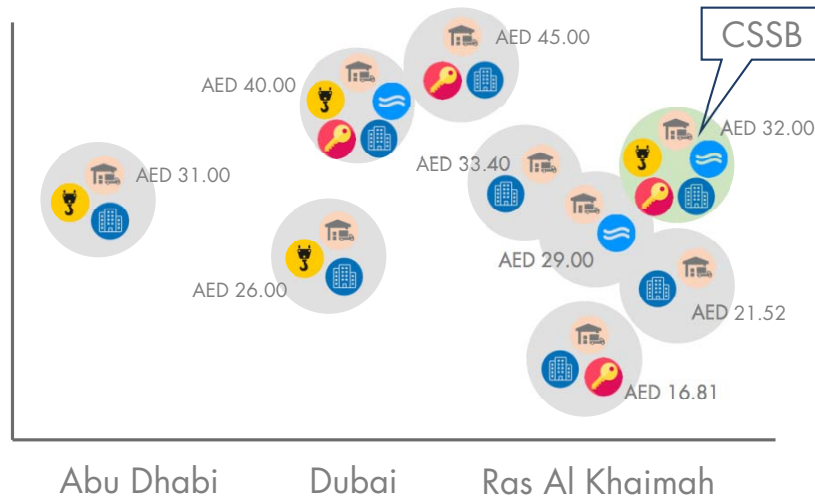 AED 45.00
CSSB
AED 40.00
AED 32.00
AED 33.40
AED 31.00
AED 29.00
AED 26.00
AED 21.52
AED 16.81
Abu Dhabi
Dubai
Ras Al Khaimah